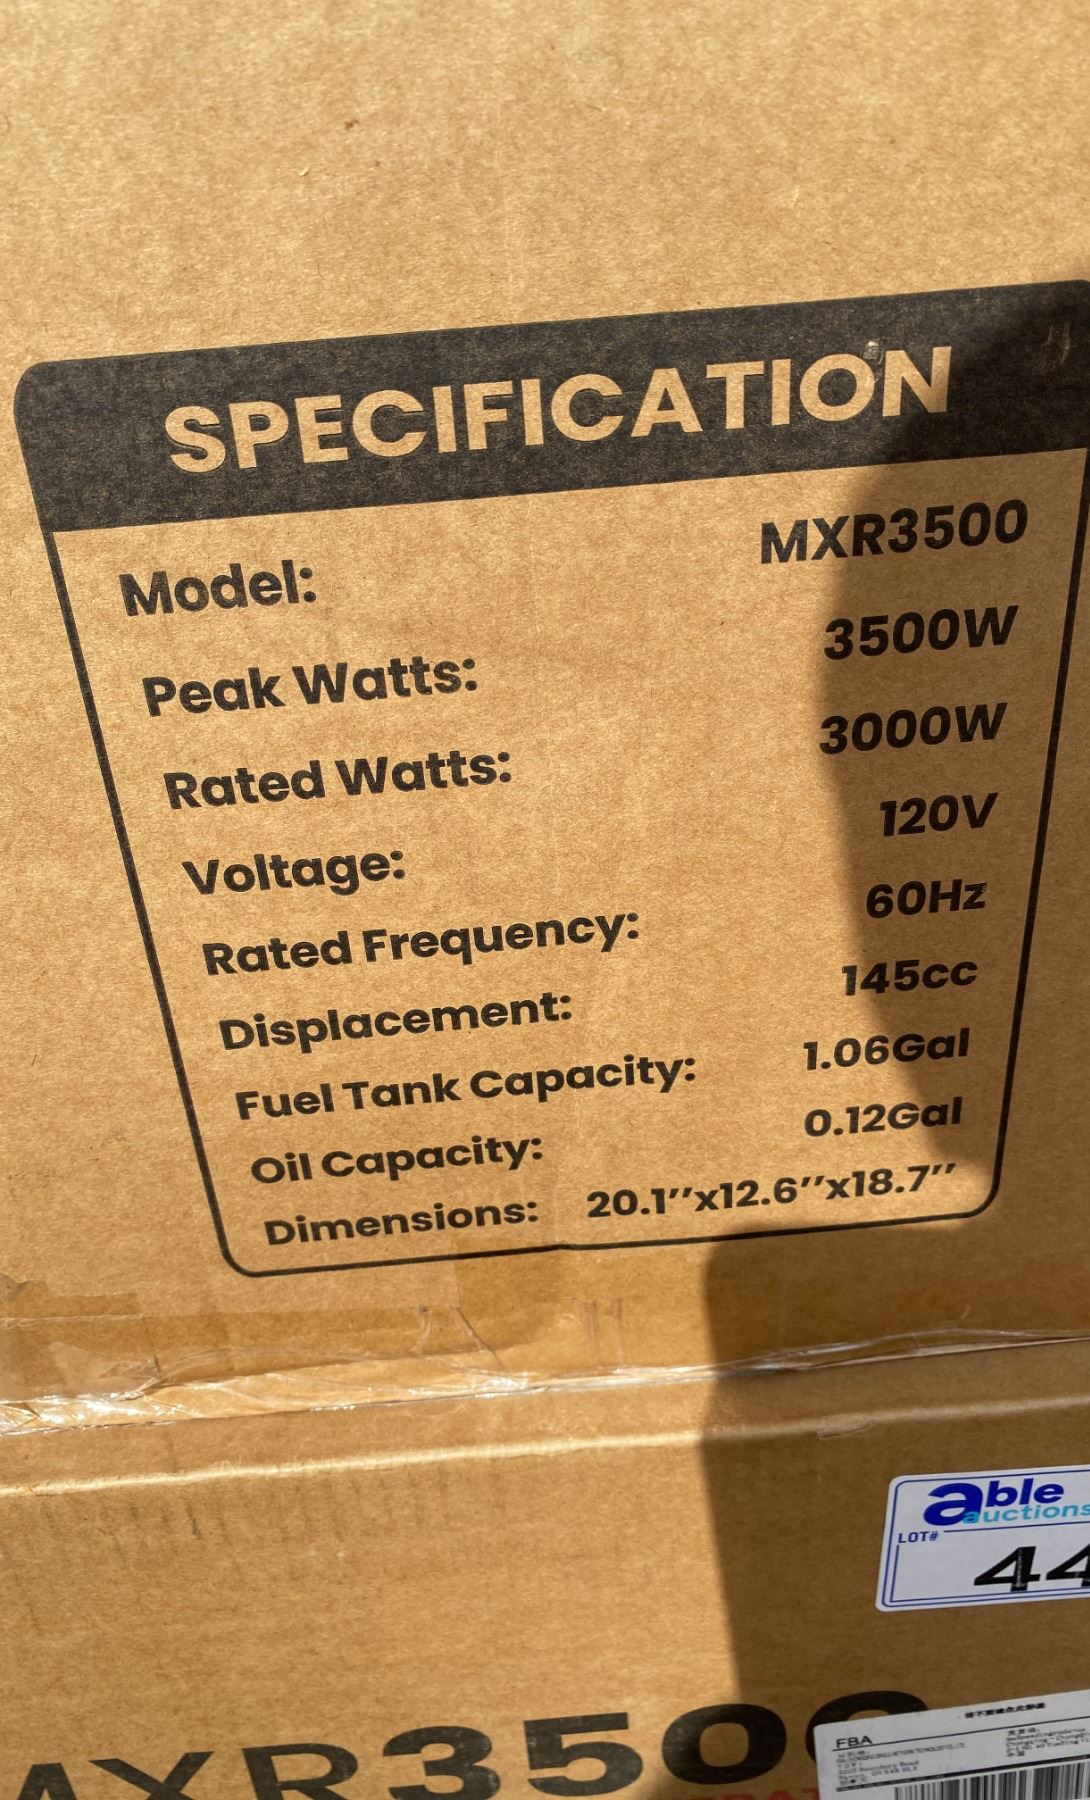 SPECIFICATION
Model: MXR3500
Peak Watts: 3500W
Rated Watts: 3000W
Voltage: 120V
Rated Frequency: 60Hz
Displacement: 145cc
Fuel Tank Capacity: 1.06Gal
Oil Capacity: 0.12Gal
Dimensions: 20.1''x12.6''x18.7''
able
auctions
LOT#
44
MXR3500
FBA